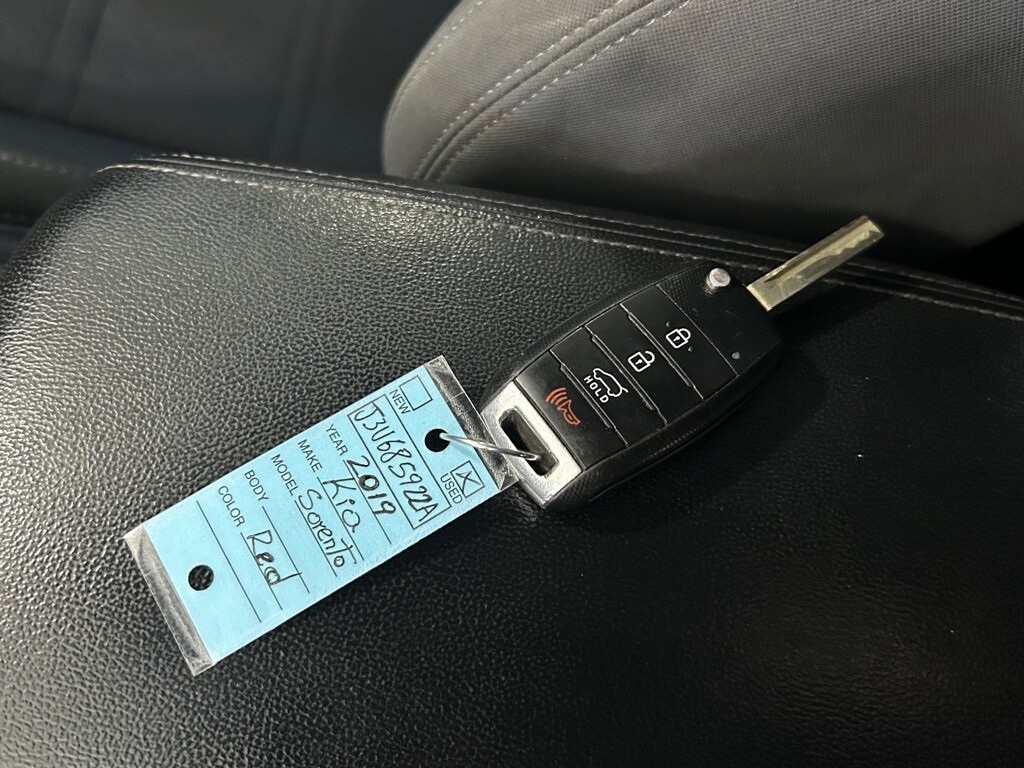 NEW
USED
J3U685922A
YEAR 2019
MAKE Kia
MODEL Sorento
BODY
COLOR Red
HOLD